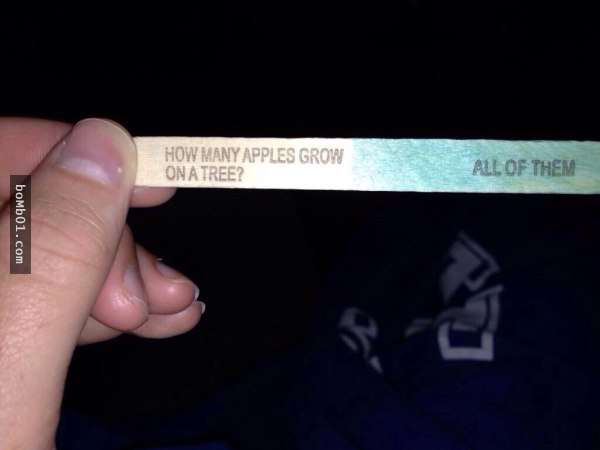 HOW MANY APPLES GROW
ON A TREE?
ALL OF THEM
boMb01.com